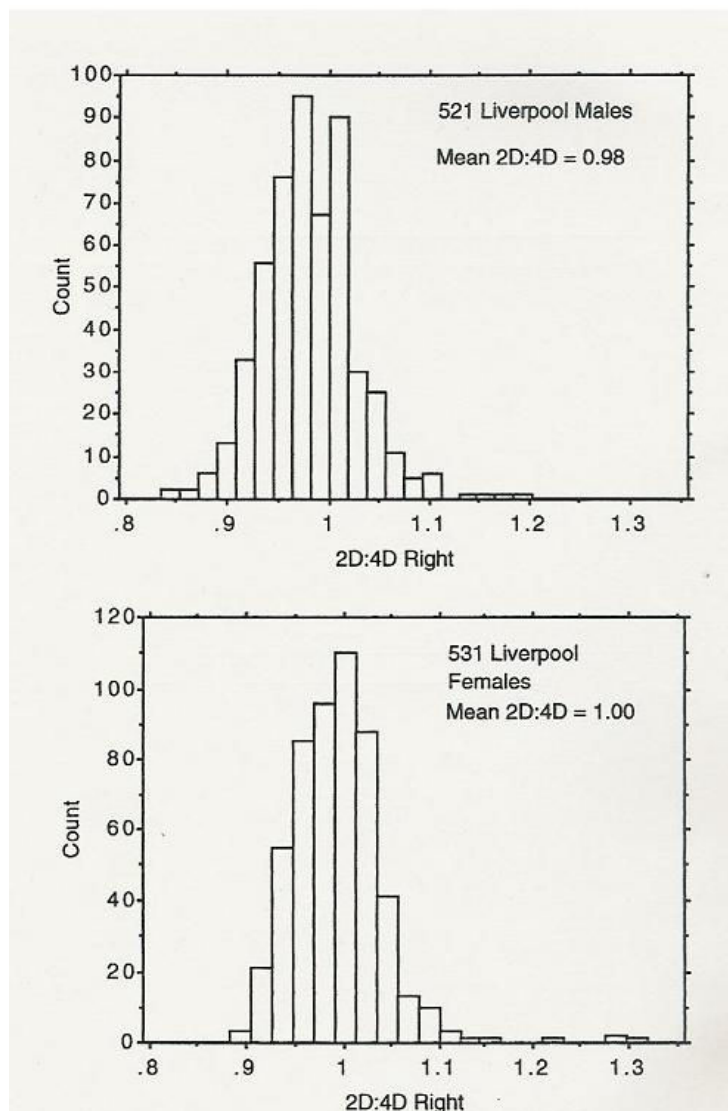 100
90
80
70
60
50
40
30
20
10
0
Count
521 Liverpool Males
Mean 2D:4D = 0.98
.8 .9 1 1.1 1.2 1.3
2D:4D Right
120
100
80
60
40
20
0
Count
531 Liverpool
Females
Mean 2D:4D = 1.00
.8 .9 1 1.1 1.2 1.3
2D:4D Right